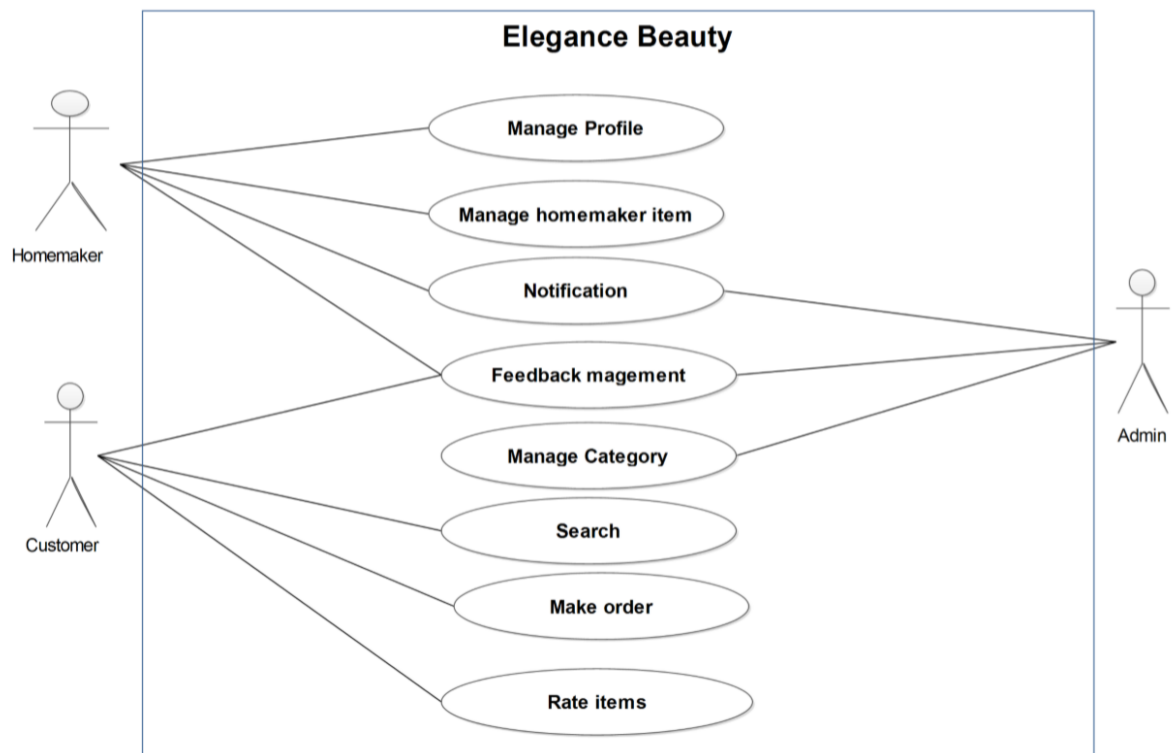 Elegance Beauty
Manage Profile
Manage homemaker item
Homemaker
Notification
Feedback magement
Admin
Manage Category
Search
Customer
Make order
Rate items